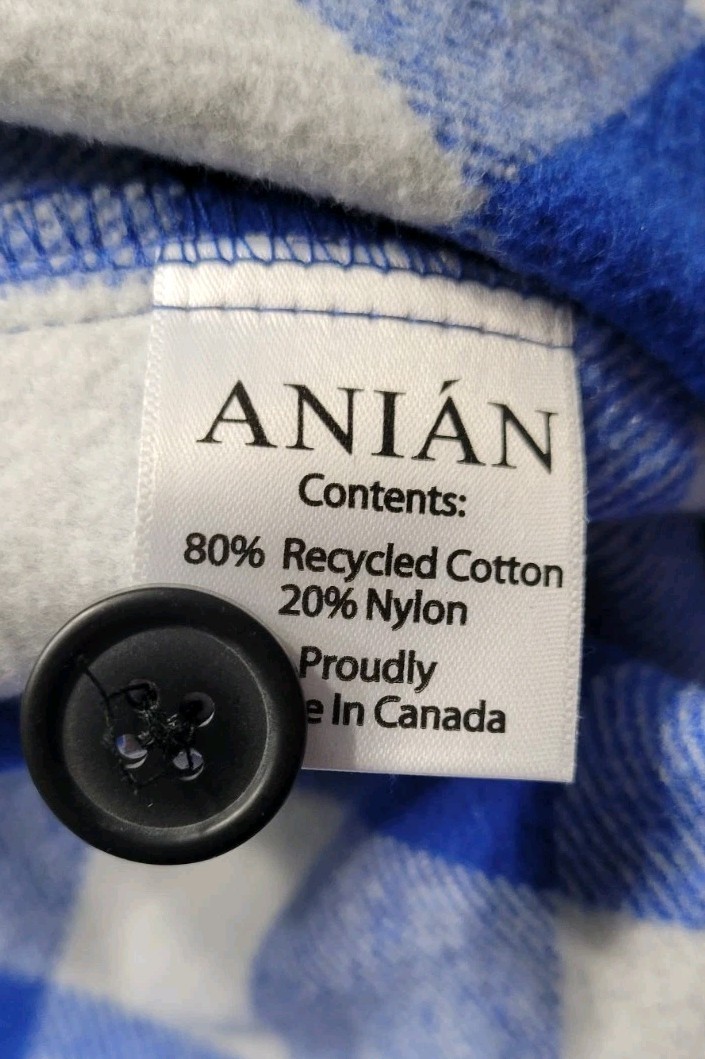 ANIÁN
Contents:
80% Recycled Cotton
20% Nylon
Proudly
In Canada